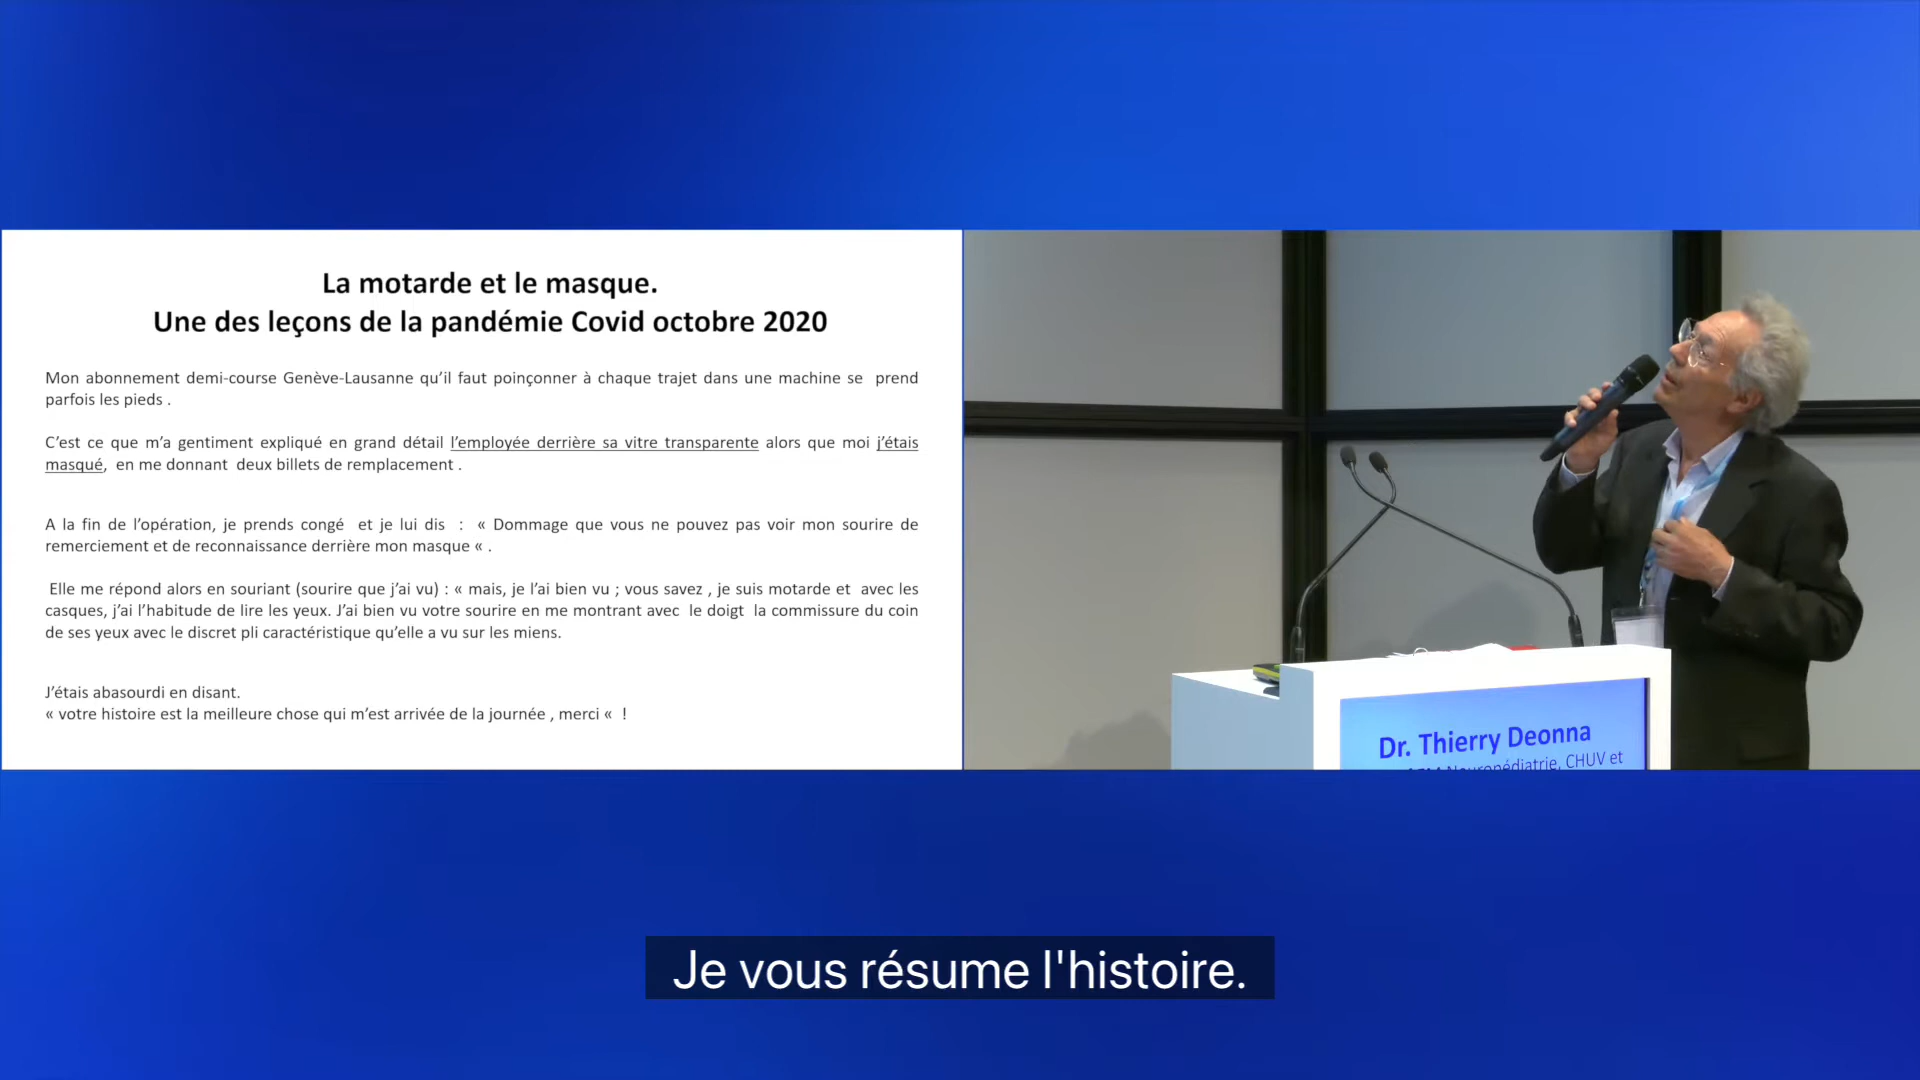 La motarde et le masque.
Une des leçons de la pandémie Covid octobre 2020
Mon abonnement demi-course Genève-Lausanne qu’il faut poinçonner à chaque trajet dans une machine se prend
parfois les pieds .
C’est ce que m’a gentiment expliqué en grand détail l’employée derrière sa vitre transparente alors que moi j’étais
masqué, en me donnant deux billets de remplacement .
A la fin de l’opération, je prends congé et je lui dis : « Dommage que vous ne pouvez pas voir mon sourire de
remerciement et de reconnaissance derrière mon masque « .
Elle me répond alors en souriant (sourire que j’ai vu) : « mais, je l’ai bien vu ; vous savez , je suis motarde et avec les
casques, j’ai l’habitude de lire les yeux. J’ai bien vu votre sourire en me montrant avec le doigt la commissure du coin
de ses yeux avec le discret pli caractéristique qu’elle a vu sur les miens.
J’étais abasourdi en disant.
« votre histoire est la meilleure chose qui m’est arrivée de la journée , merci « !
Dr. Thierry Deonna
Neuropédiatrie, CHUV et
Je vous résume l'histoire.